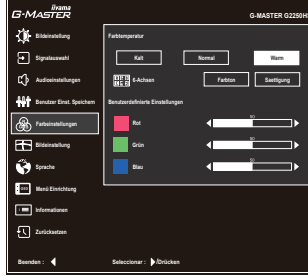 iiyama
G-MASTER
G-MASTER G2250HS
Bildeinstellung
Signalauswahl
Audioeinstellungen
Benutzer Einst. Speichern
Farbeinstellungen
Bildeinstellung
Sprache
Menü Einrichtung
Informationen
Zurücksetzen
Farbtemperatur
Kalt Normal Warm
6-Achsen Farbton Saettigung
Benutzerdefinierte Einstellungen
Rot 50
Grün 50
Blau 50
Beenden : Seleccionar : /Drücken